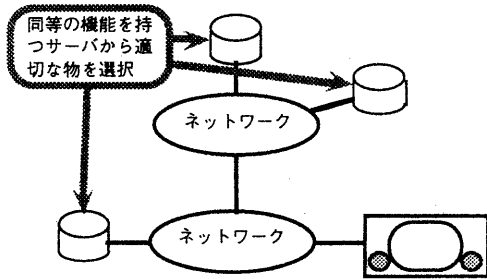 同等の機能を持
つサーバから適
切な物を選択
ネットワーク
ネットワーク